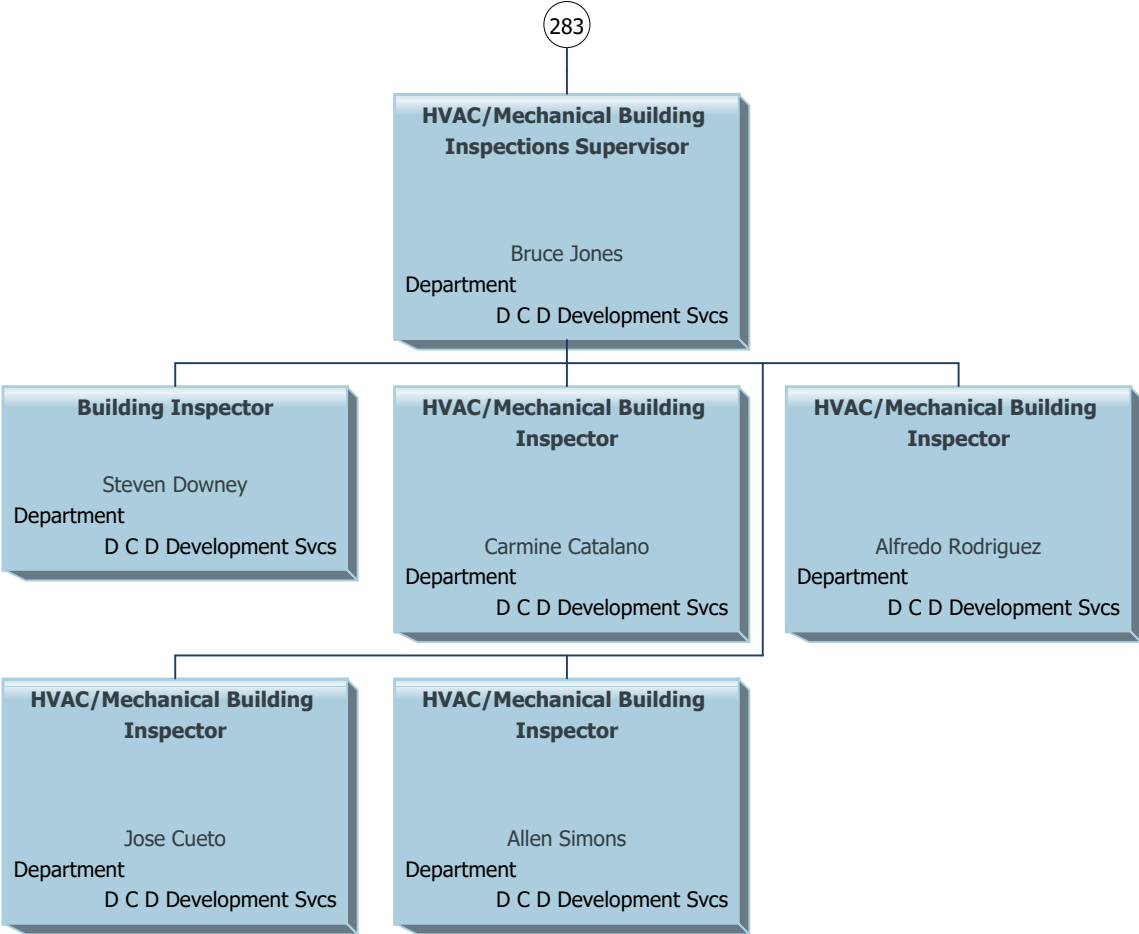 283
HVAC/Mechanical Building
Inspections Supervisor
Bruce Jones
Department
D C D Development Svcs
Building Inspector
Steven Downey
Department
D C D Development Svcs
HVAC/Mechanical Building
Inspector
Carmine Catalano
Department
D C D Development Svcs
HVAC/Mechanical Building
Inspector
Alfredo Rodriguez
Department
D C D Development Svcs
HVAC/Mechanical Building
Inspector
Jose Cueto
Department
D C D Development Svcs
HVAC/Mechanical Building
Inspector
Allen Simons
Department
D C D Development Svcs